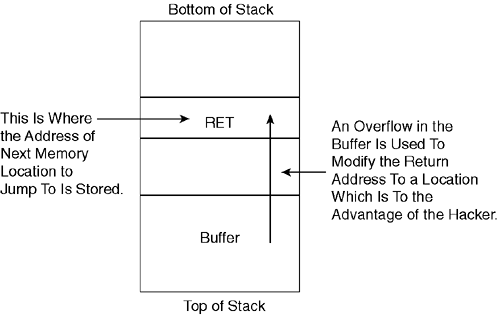 Bottom of Stack
This Is Where
the Address of
Next Memory
Location to
Jump To Is Stored.
RET
An Overflow in the
Buffer Is Used To
Modify the Return
Address To a Location
Which Is To the
Advantage of the Hacker.
Buffer
Top of Stack